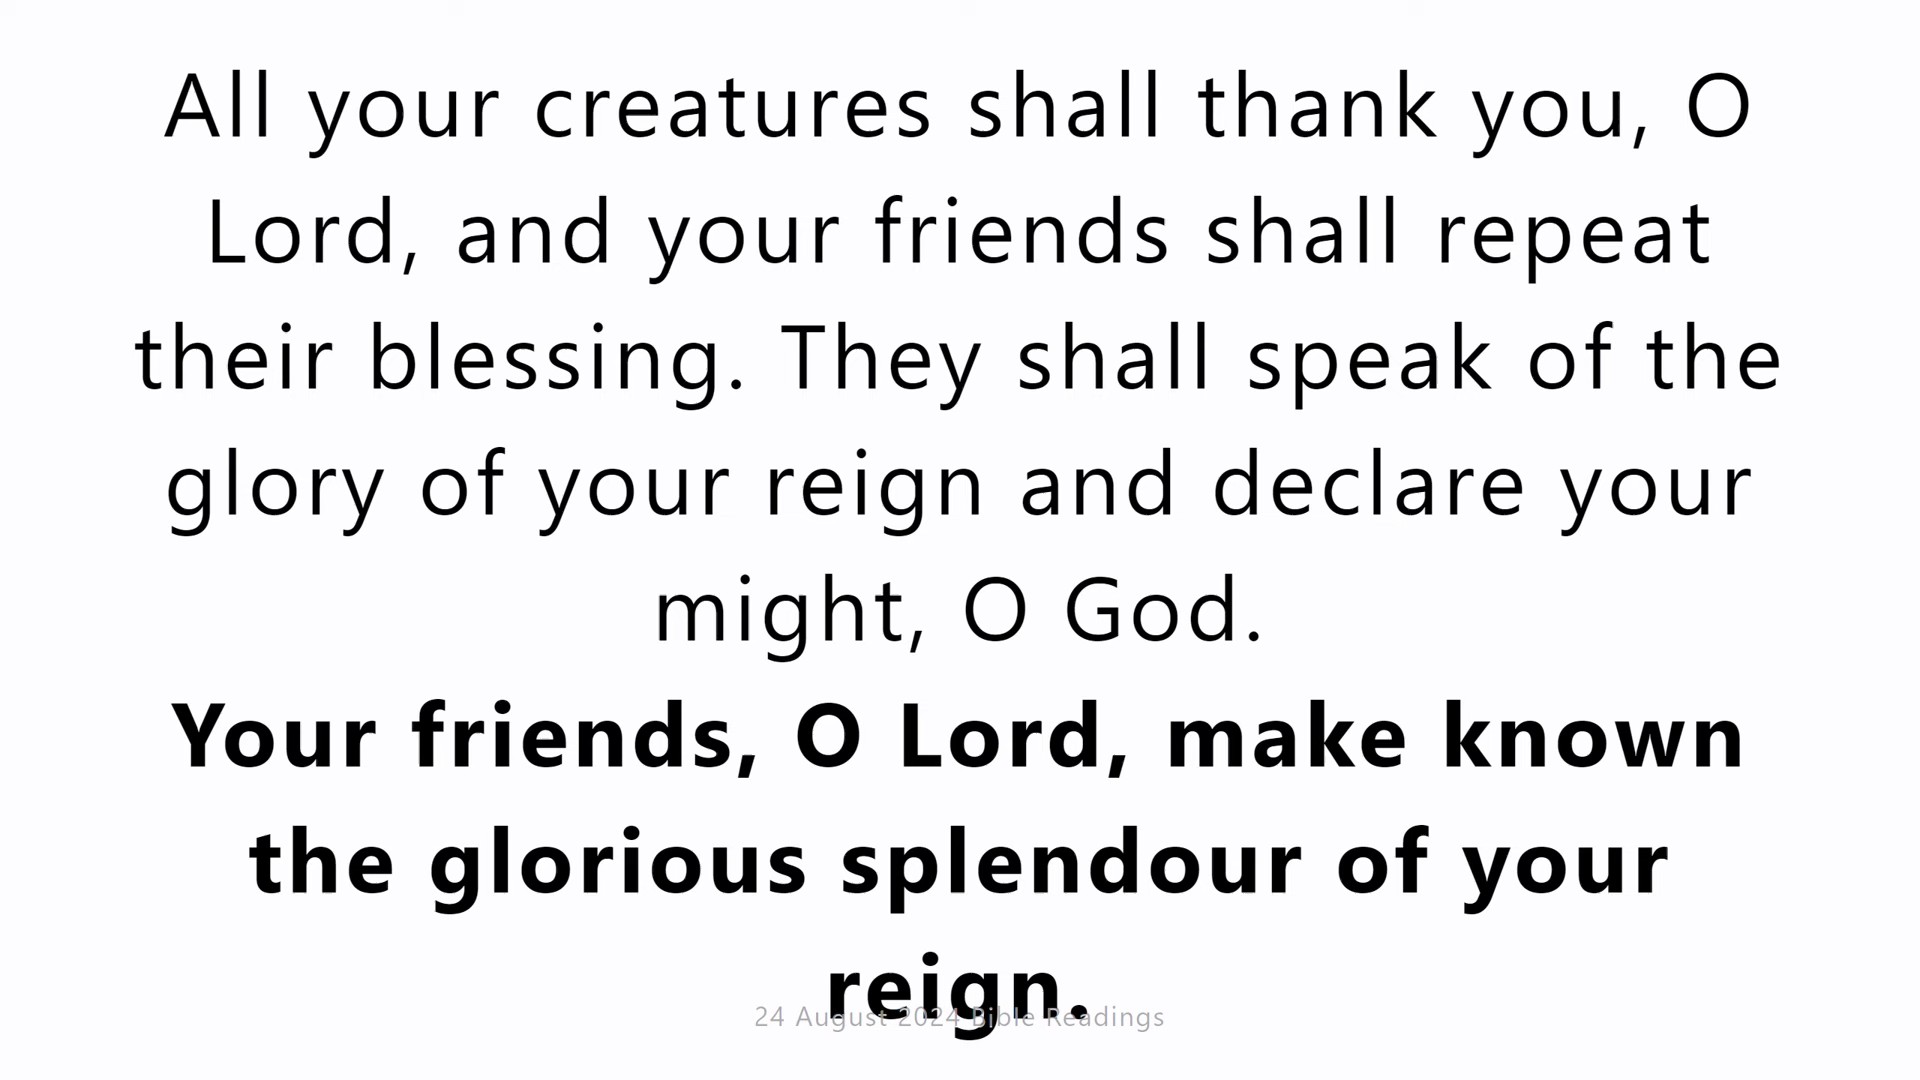 All your creatures shall thank you, O
Lord, and your friends shall repeat
their blessing. They shall speak of the
glory of your reign and declare your
might, O God.
Your friends, O Lord, make known
the glorious splendour of your
reign.
24 August 2024 Bible Readings